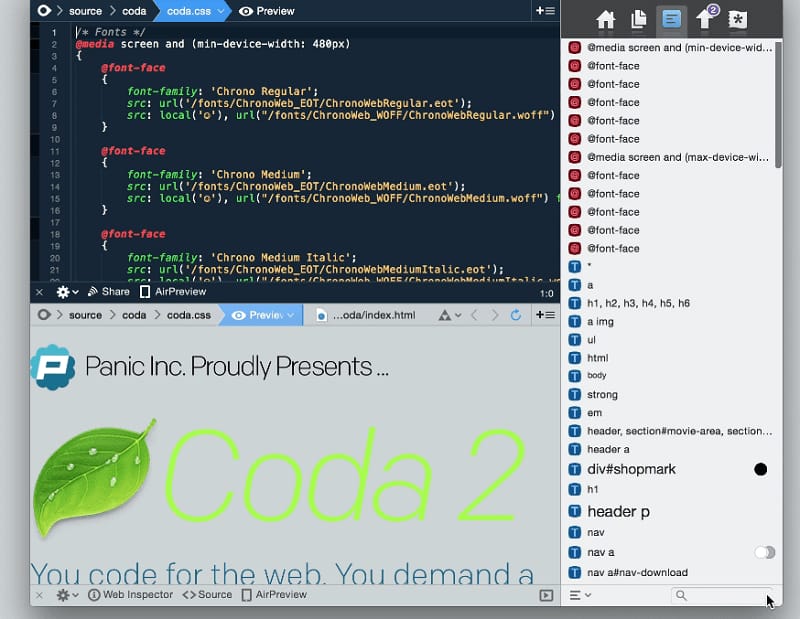 source
coda
coda.css
Preview
1 /* Fonts */
2 @media screen and (min-device-width: 480px)
3 {
4 @font-face
5 {
6 font-family: 'Chrono Regular';
7 src: url('/fonts/ChronoWeb_EOT/ChronoWebRegular.eot');
8 src: local('☺'), url("/fonts/ChronoWeb_WOFF/ChronoWebRegular.woff")
9 }
10
11 @font-face
12 {
13 font-family: 'Chrono Medium';
14 src: url('/fonts/ChronoWeb_EOT/ChronoWebMedium.eot');
15 src: local('☺'), url("/fonts/ChronoWeb_WOFF/ChronoWebMedium.woff") f
16 }
17
18 @font-face
19 {
20 font-family: 'Chrono Medium Italic';
21 src: url('/fonts/ChronoWeb_EOT/ChronoWebMediumItalic.eot');
Share
AirPreview
1:0
source
coda
coda.css
Preview
...oda/index.html
Panic Inc. Proudly Presents ...
Coda 2
You code for the web. You demand a
Web Inspector
Source
AirPreview
2
@media screen and (min-device-wid...
@font-face
@font-face
@font-face
@font-face
@font-face
@media screen and (max-device-wi...
@font-face
@font-face
@font-face
@font-face
@font-face
*
a
h1, h2, h3, h4, h5, h6
a img
ul
html
body
strong
em
header, section#movie-area, section...
header a
div#shopmark
h1
header p
nav
nav a
nav a#nav-download